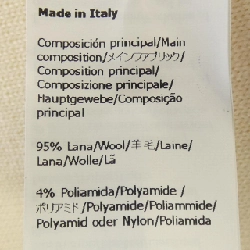 Made in Italy
Composición principal/Main
composition/メインファブリック/
Composition principal/
Composizione principale/
Hauptgewebe/Composição
principal
95% Lana/Wool/羊毛/Laine/
Lana/Wolle/Lã
4% Poliamida/Polyamide /
ポリアミド/Polyamide/Poliammide/
Polyamid oder Nylon/Poliamida